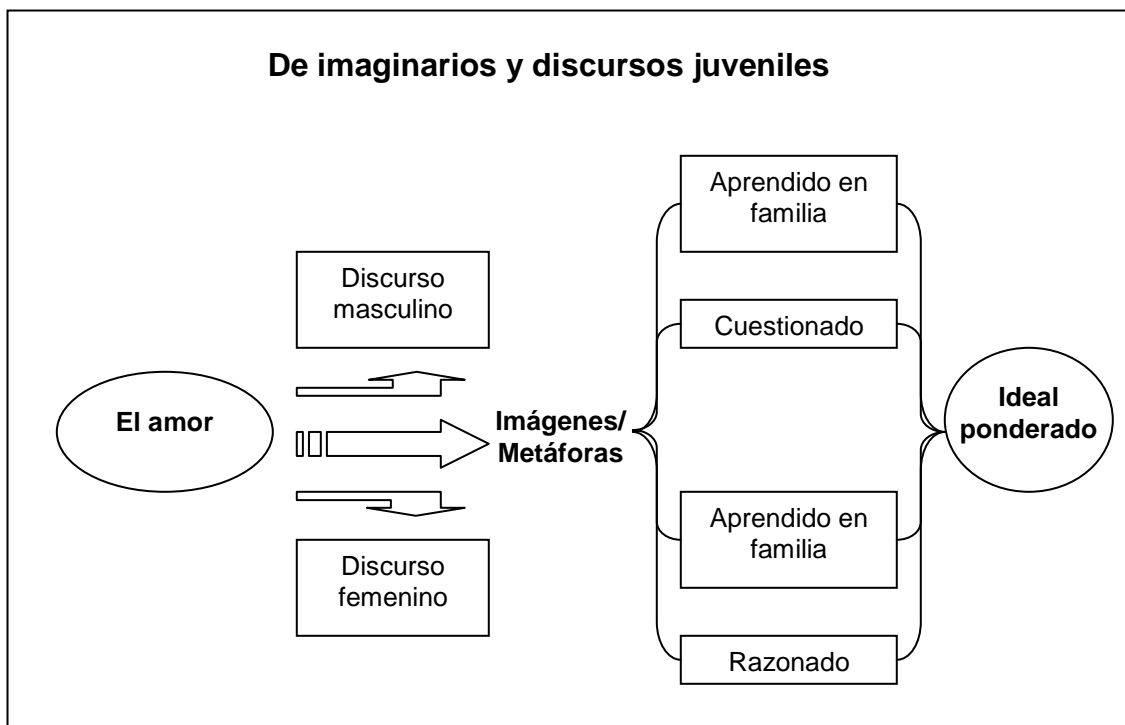 De imaginarios y discursos juveniles
El amor
Discurso
masculino
Discurso
femenino
Imágenes/
Metáforas
Aprendido en
familia
Cuestionado
Aprendido en
familia
Razonado
Ideal
ponderado